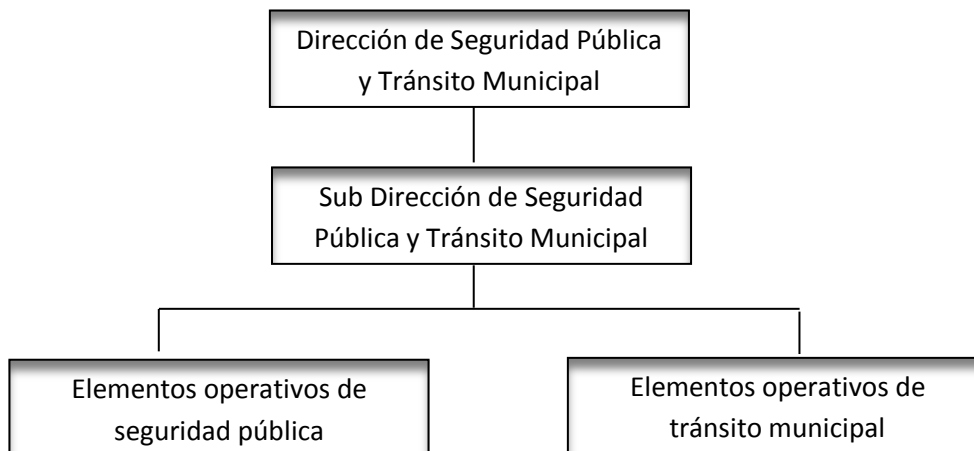 Dirección de Seguridad Pública
y Tránsito Municipal
Sub Dirección de Seguridad
Pública y Tránsito Municipal
Elementos operativos de
seguridad pública
Elementos operativos de
tránsito municipal